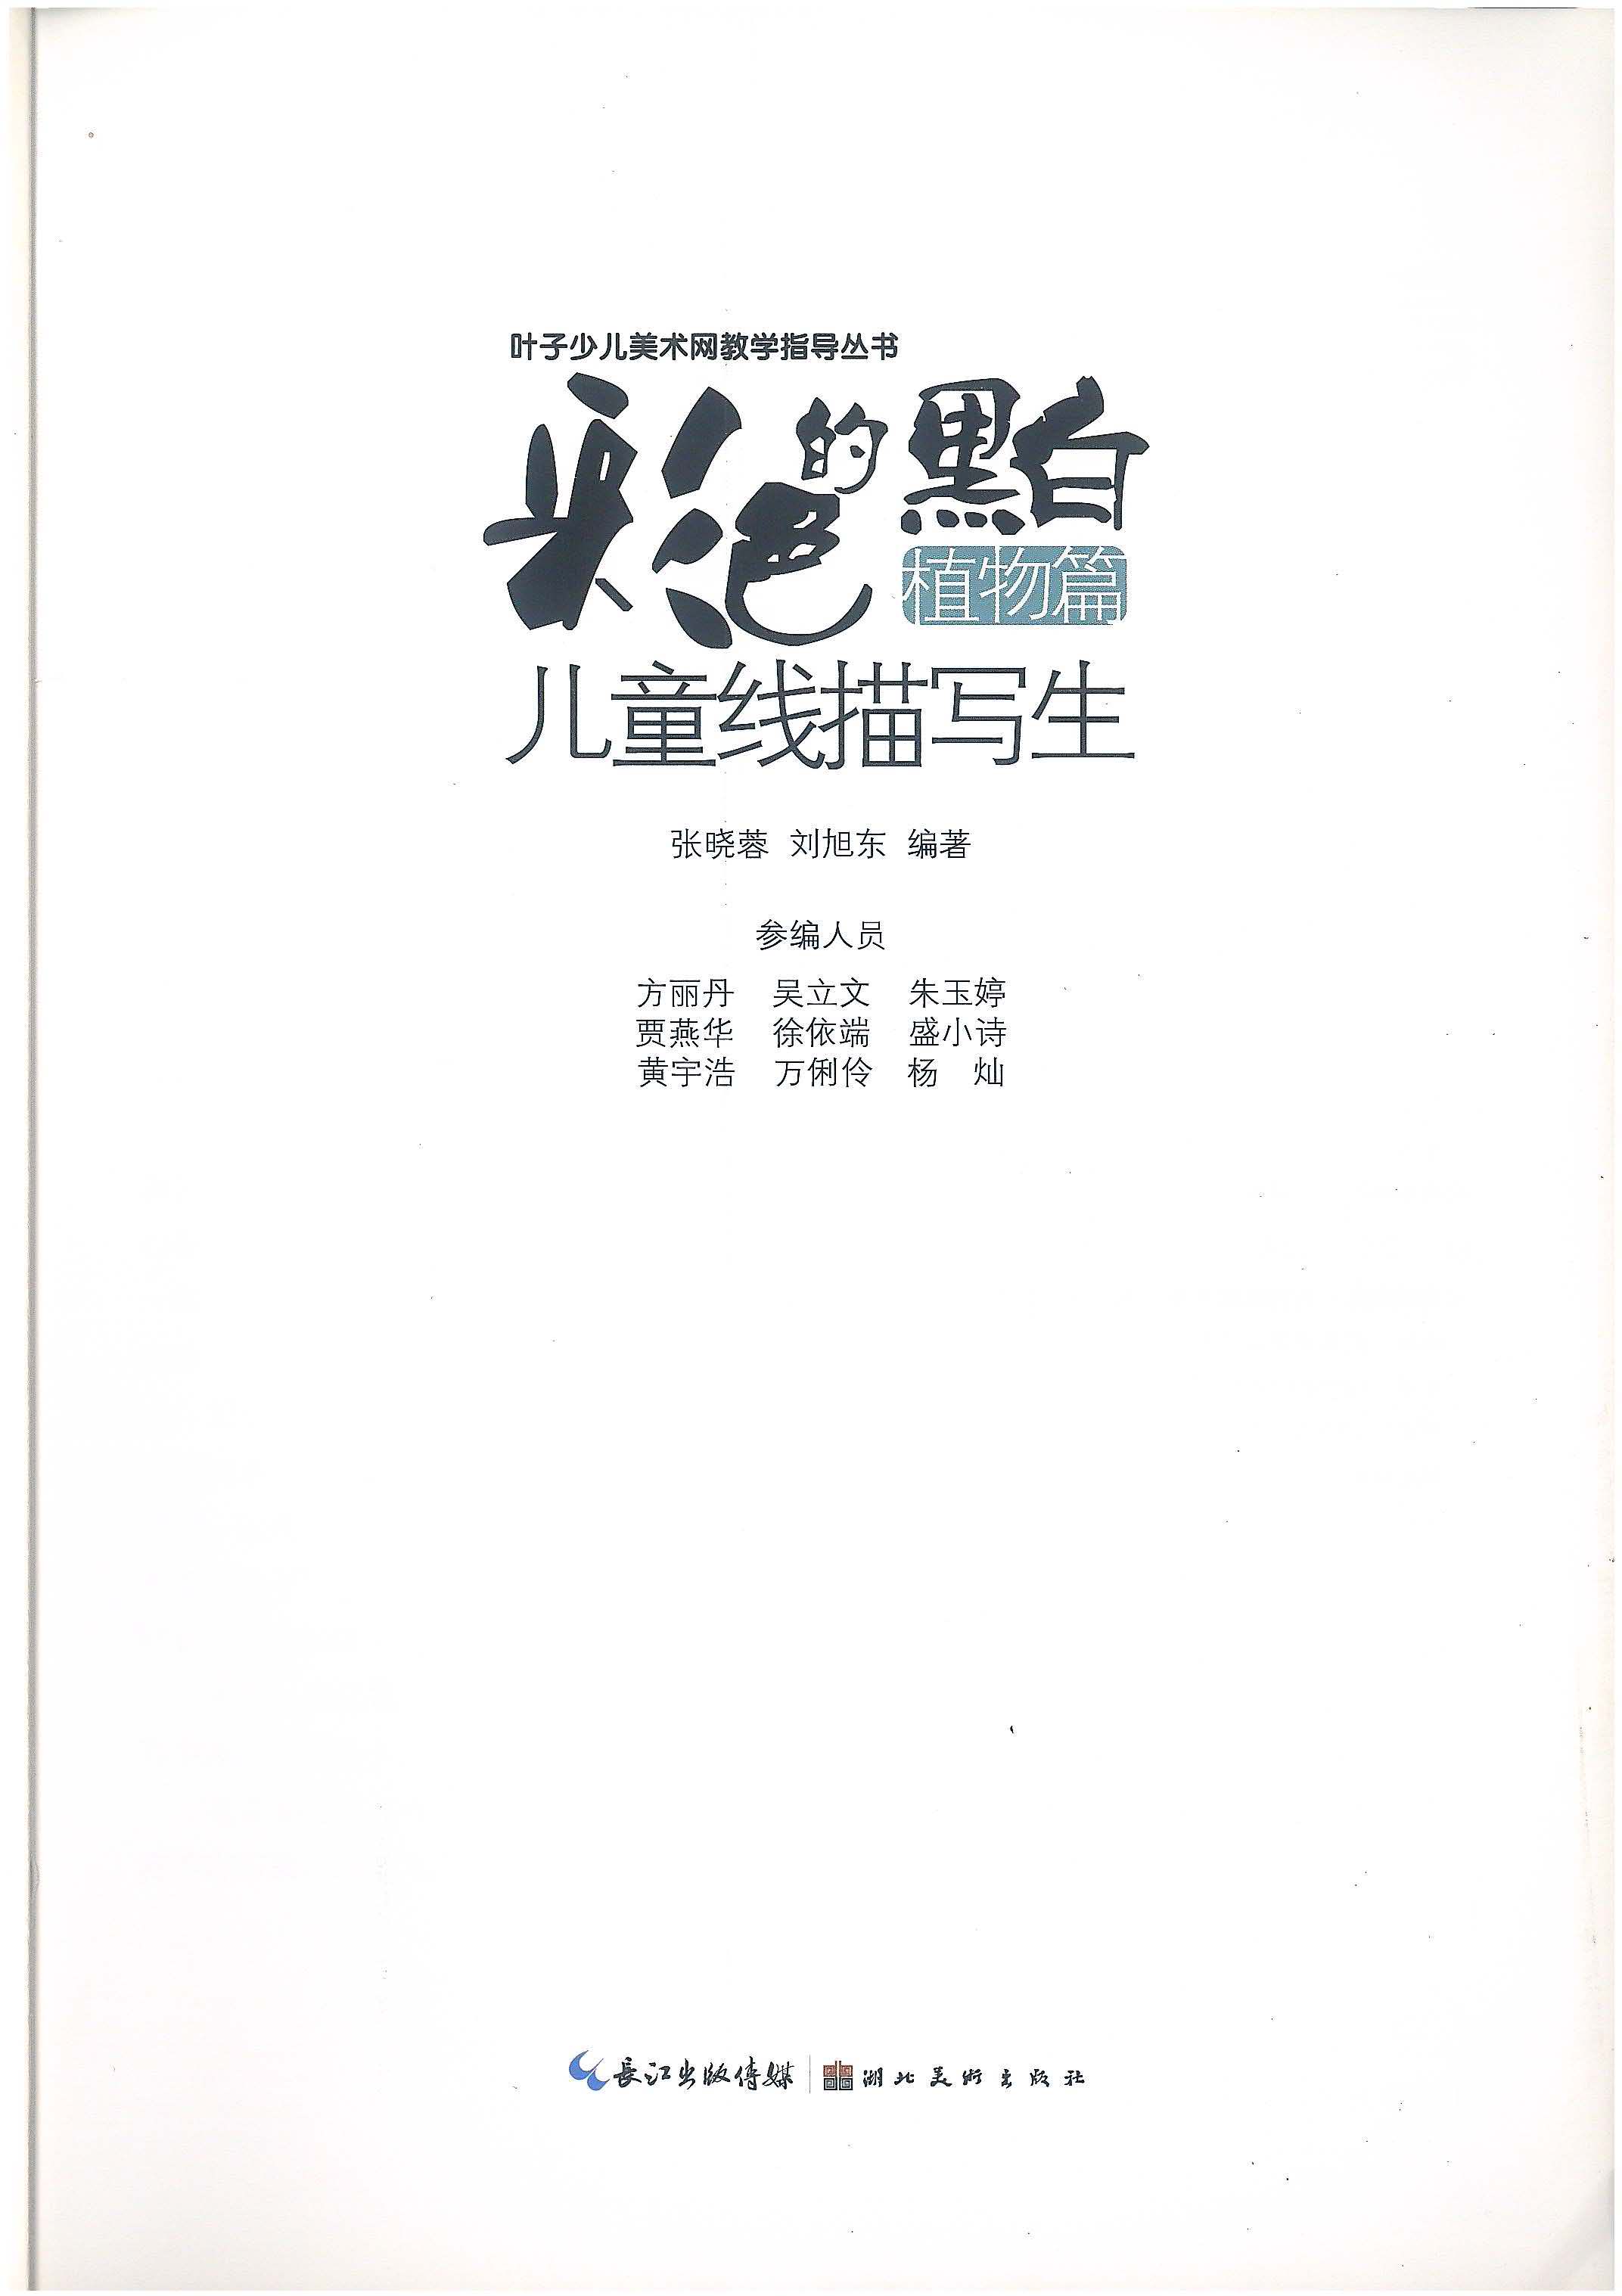 叶子少儿美术网教学指导丛书
彩色的黑白
植物篇
儿童线描写生
张晓蓉 刘旭东 编著
参编人员
方丽丹 吴立文 朱玉婷
贾燕华 徐依端 盛小诗
黄宇浩 万俐伶 杨 灿
長江出版傳媒 湖北美術出版社